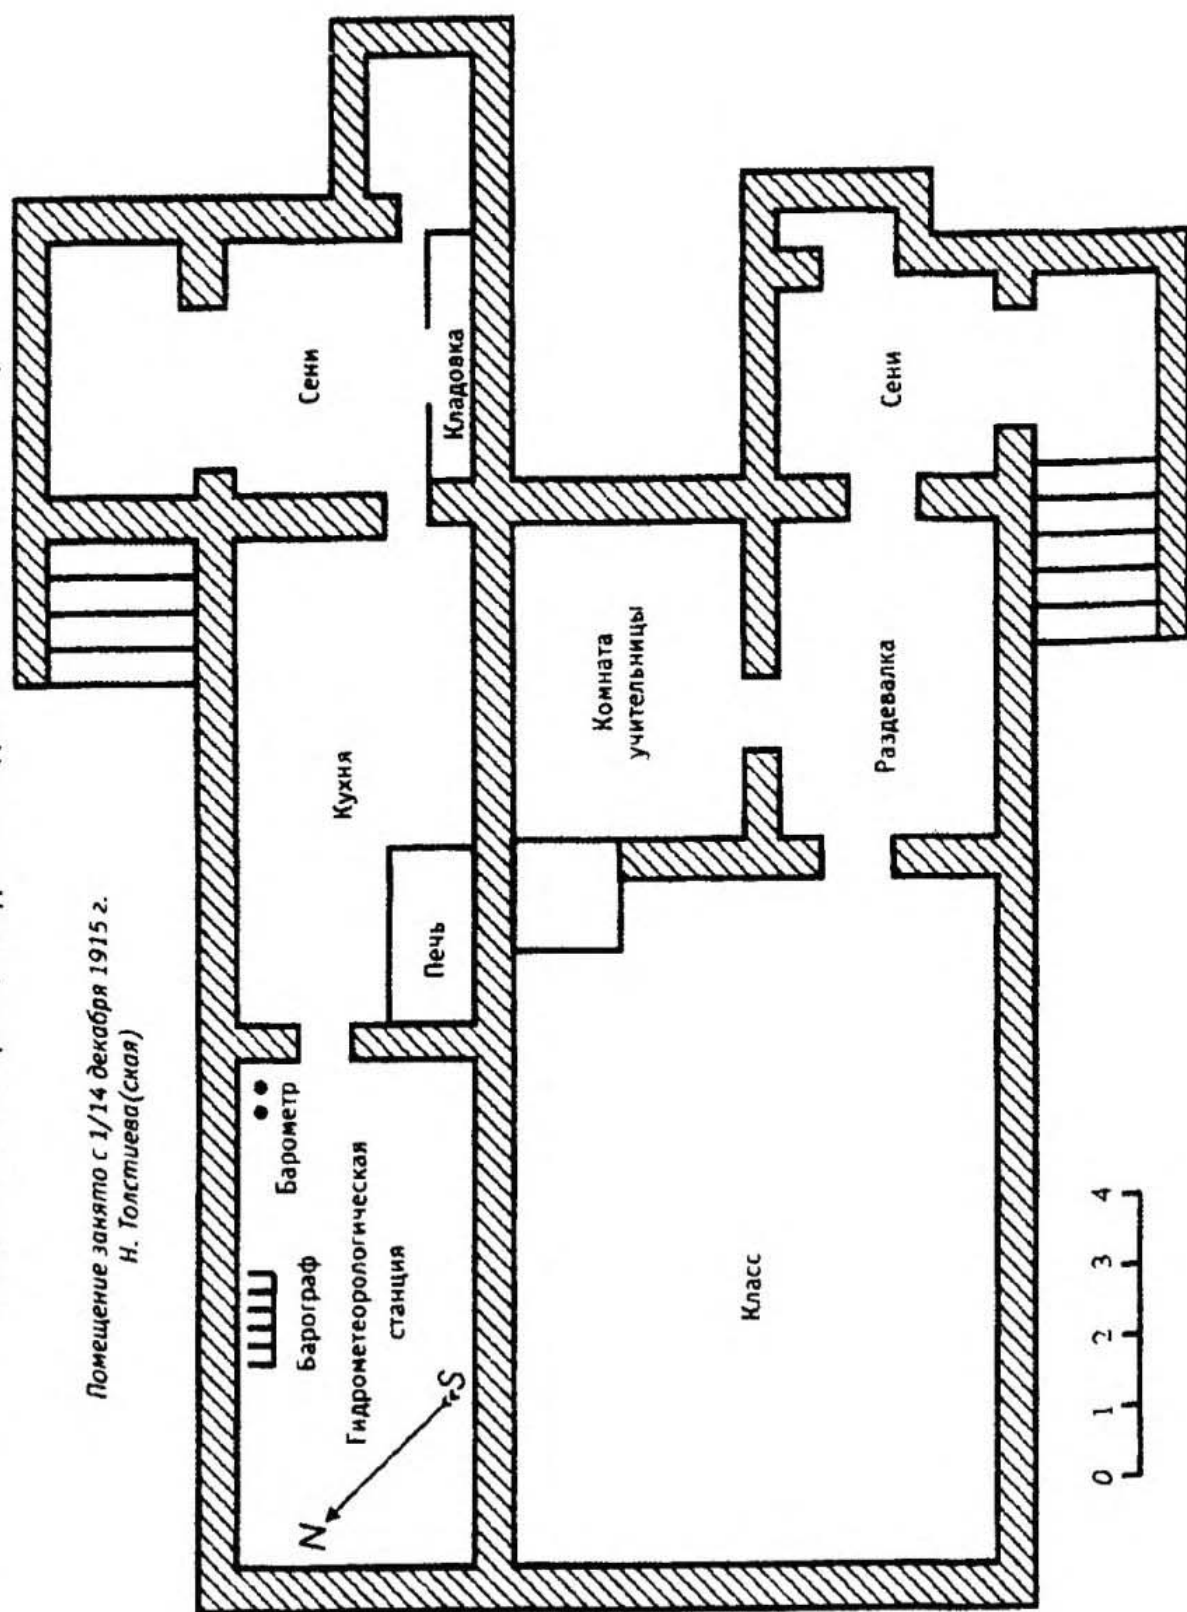 Помещение занято с 1/14 декабря 1915 г.
Н. Толстиева(ская)
Барограф
Барометр
Гидрометеорологическая
станция
N
S
Печь
Кухня
Сени
Кладовка
Класс
Комната
учительницы
Раздевалка
Сени
0 1 2 3 4